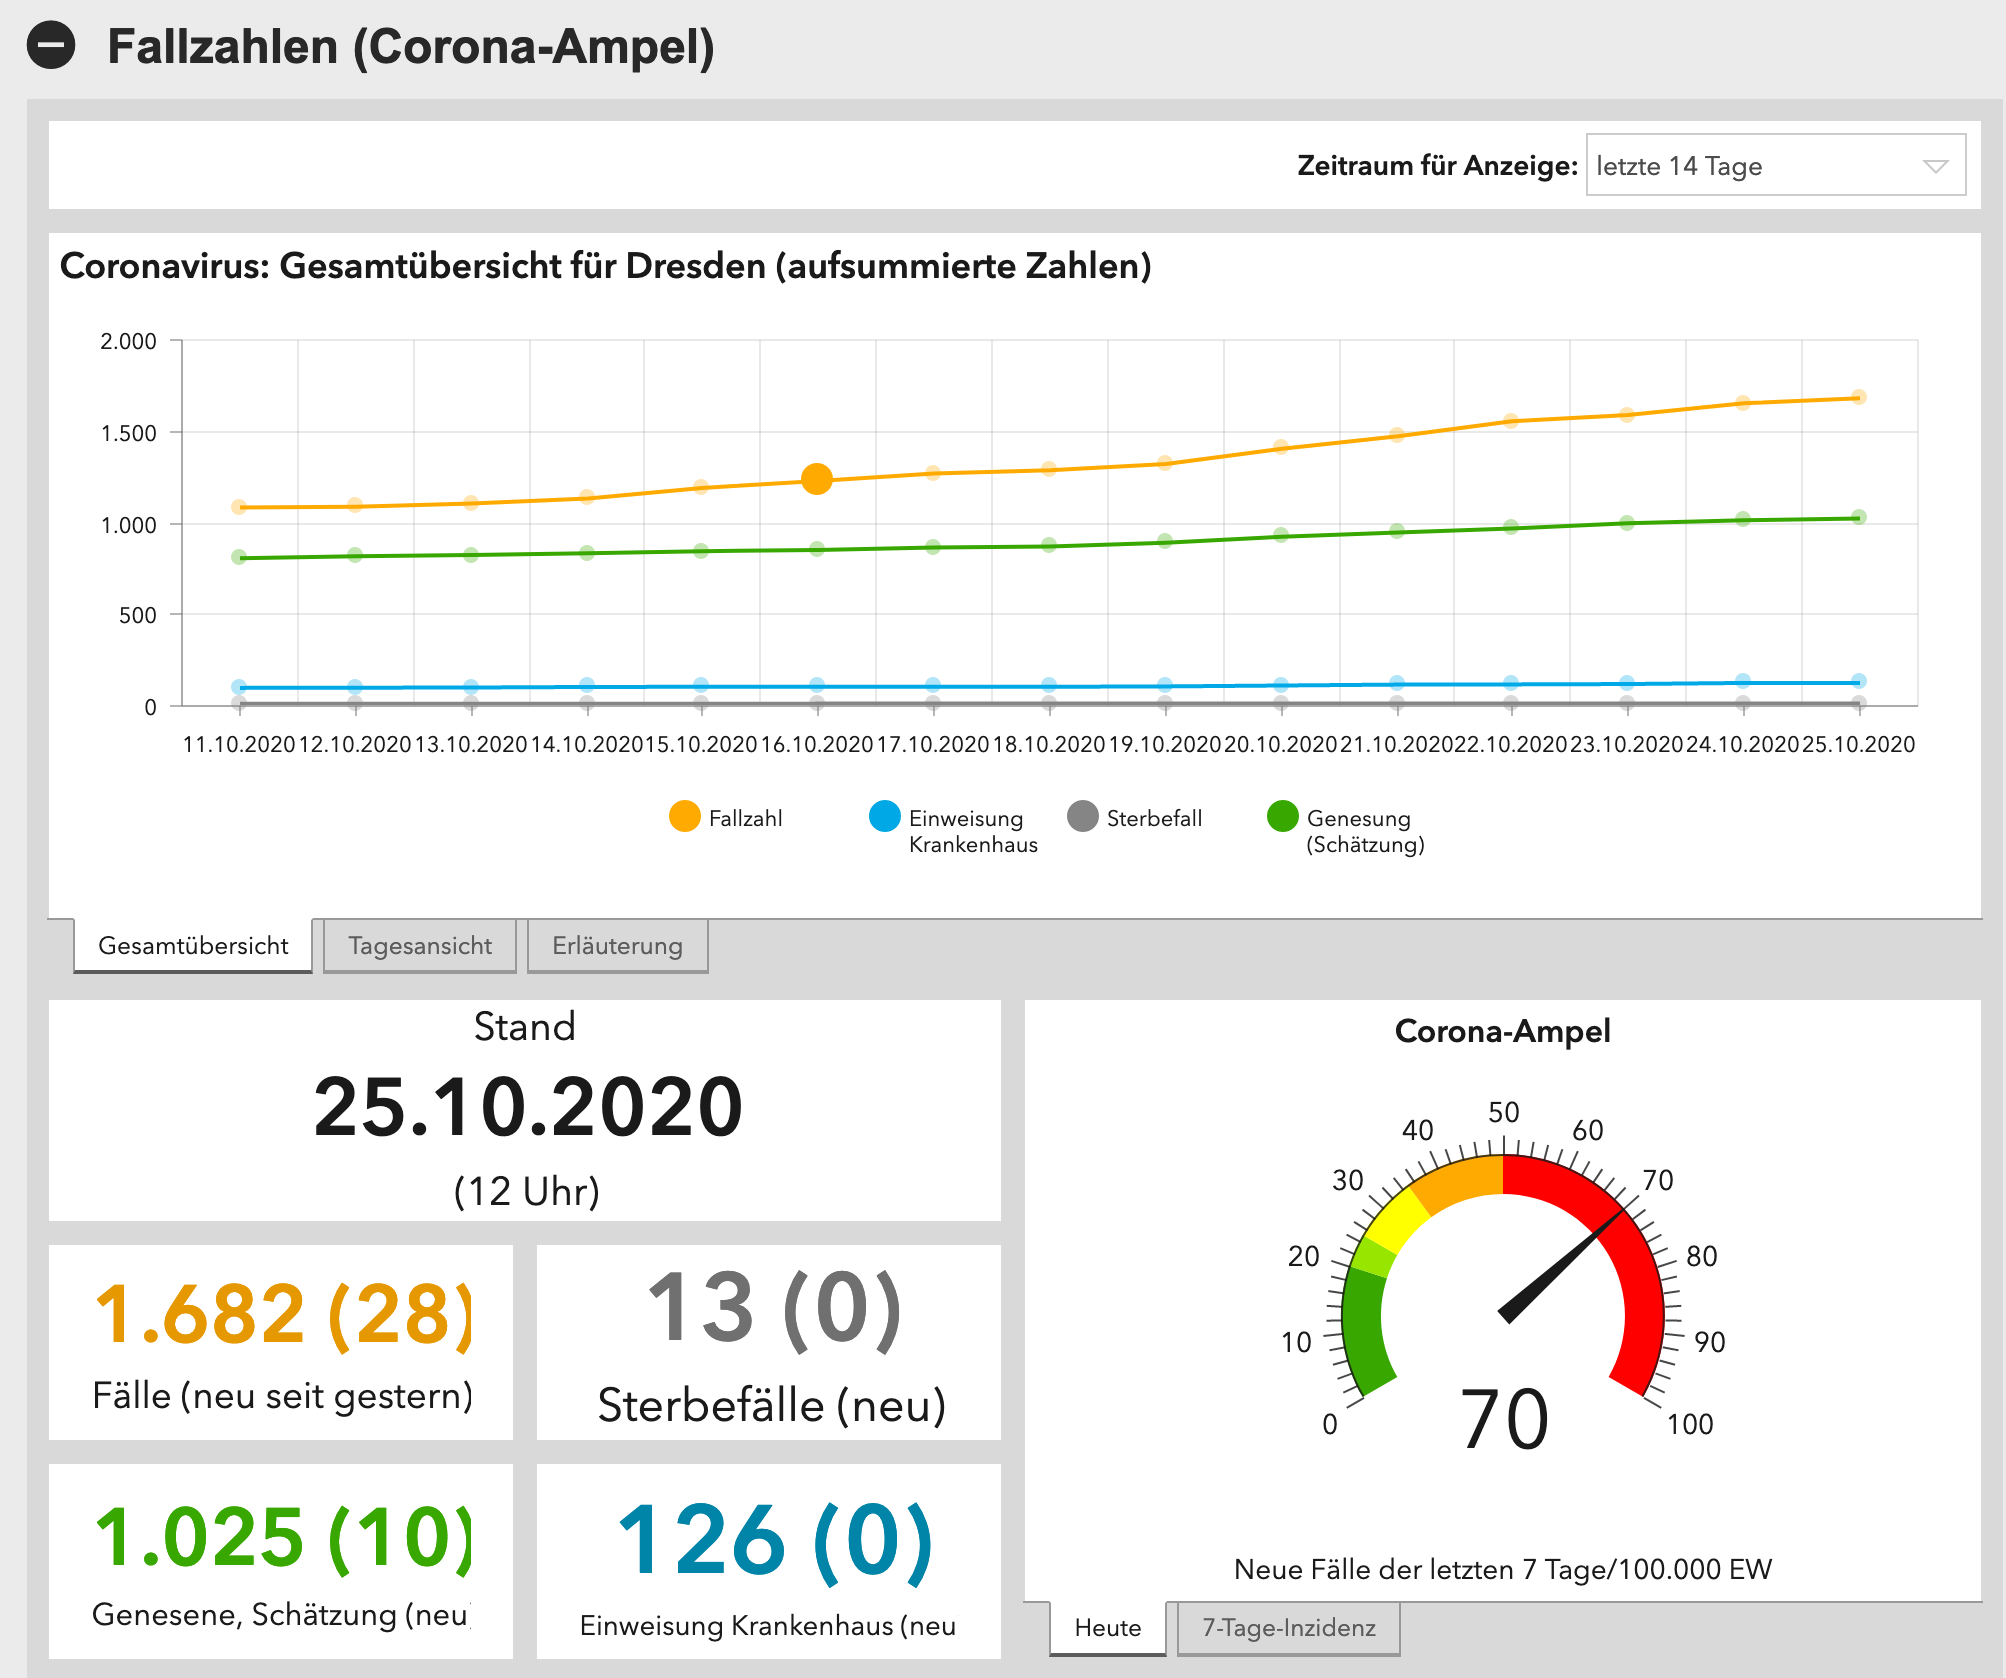 Fallzahlen (Corona-Ampel)
Zeitraum für Anzeige: letzte 14 Tage
Coronavirus: Gesamtübersicht für Dresden (aufsummierte Zahlen)
2.000
1.500
1.000
500
0
11.10.2020 12.10.2020 13.10.2020 14.10.2020 15.10.2020 16.10.2020 17.10.2020 18.10.2020 19.10.2020 20.10.2020 21.10.2020 22.10.2020 23.10.2020 24.10.2020 25.10.2020
Fallzahl
Einweisung
Krankenhaus
Sterbefall
Genesung
(Schätzung)
Gesamtübersicht Tagesansicht Erläuterung
Stand
25.10.2020
(12 Uhr)
1.682 (28)
Fälle (neu seit gestern)
13 (0)
Sterbefälle (neu)
1.025 (10)
Genesene, Schätzung (neu)
126 (0)
Einweisung Krankenhaus (neu
Corona-Ampel
0
10
20
30
40
50
60
70
80
90
100
70
Neue Fälle der letzten 7 Tage/100.000 EW
Heute 7-Tage-Inzidenz